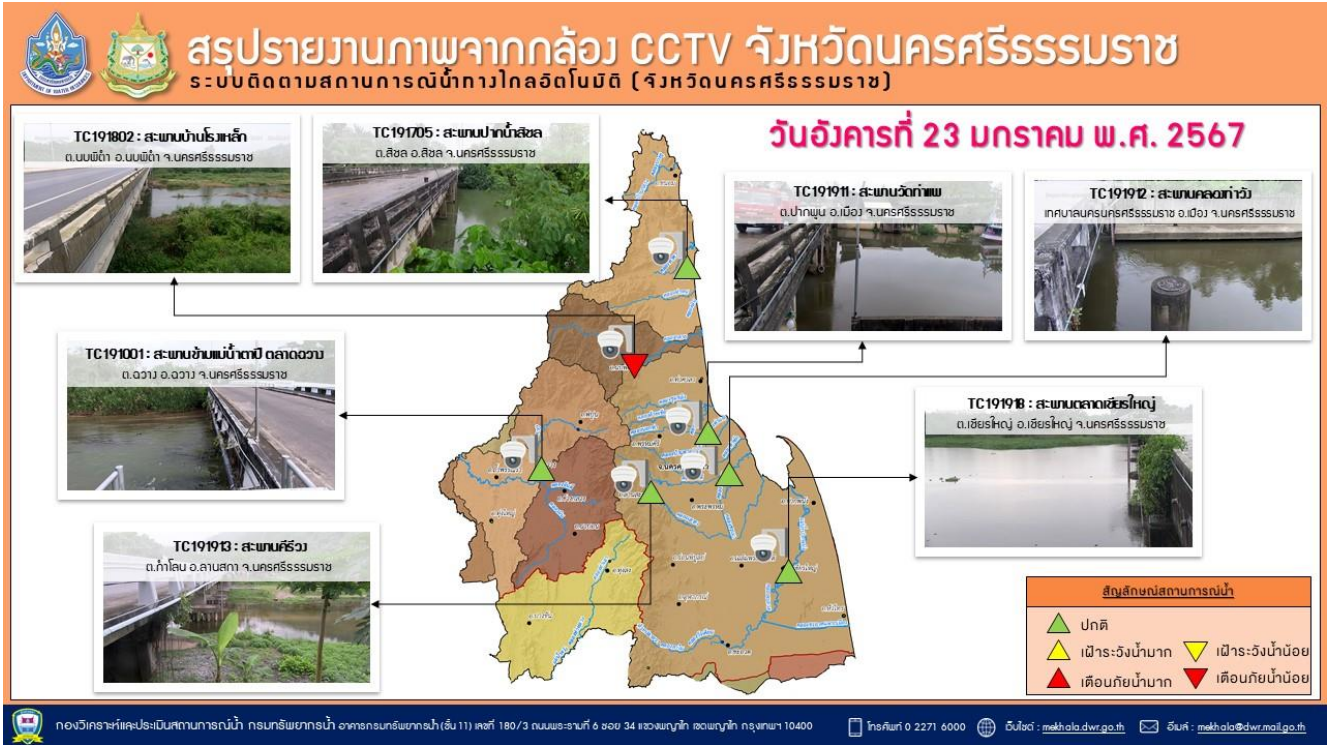 สรุปรายงานภาพจากกล้อง CCTV จังหวัดนครศรีธรรมราช
ระบบติดตามสถานการณ์น้ำทางไกลอัตโนมัติ (จังหวัดนครศรีธรรมราช)
วันอังคารที่ 23 มกราคม พ.ศ. 2567
TC191802 : สะพานบ้านโรงเหล็ก
ต.นบพิตำ อ.นบพิตำ จ.นครศรีธรรมราช
TC191705 : สะพานปากน้ำสิชล
ต.สิชล อ.สิชล จ.นครศรีธรรมราช
TC191911 : สะพานวัดท่าแพ
ต.ปากพูน อ.เมือง จ.นครศรีธรรมราช
TC191912 : สะพานคลองท่าวัง
เทศบาลนครนครศรีธรรมราช อ.เมือง จ.นครศรีธรรมราช
TC191001 : สะพานข้ามแม่น้ำตาปี ตลาดฉวาง
ต.ฉวาง อ.ฉวาง จ.นครศรีธรรมราช
TC191918 : สะพานตลาดเชียรใหญ่
ต.เชียรใหญ่ อ.เชียรใหญ่ จ.นครศรีธรรมราช
TC191913 : สะพานคีรีวง
ต.กำโลน อ.ลานสกา จ.นครศรีธรรมราช
สัญลักษณ์สถานการณ์น้ำ
ปกติ
เฝ้าระวังน้ำมาก
เฝ้าระวังน้ำน้อย
เตือนภัยน้ำมาก
เตือนภัยน้ำน้อย
กองวิเคราะห์และประเมินสถานการณ์น้ำ กรมทรัพยากรน้ำ อาคารกรมทรัพยากรน้ำ (ชั้น 11) เลขที่ 180/3 ถนนพระรามที่ 6 ซอย 34 แขวงพญาไท เขตพญาไท กรุงเทพฯ 10400
โทรศัพท์ 0 2271 6000
เว็บไซต์ : mekhala.dwr.go.th
อีเมล์ : mekhala@dwr.mail.go.th